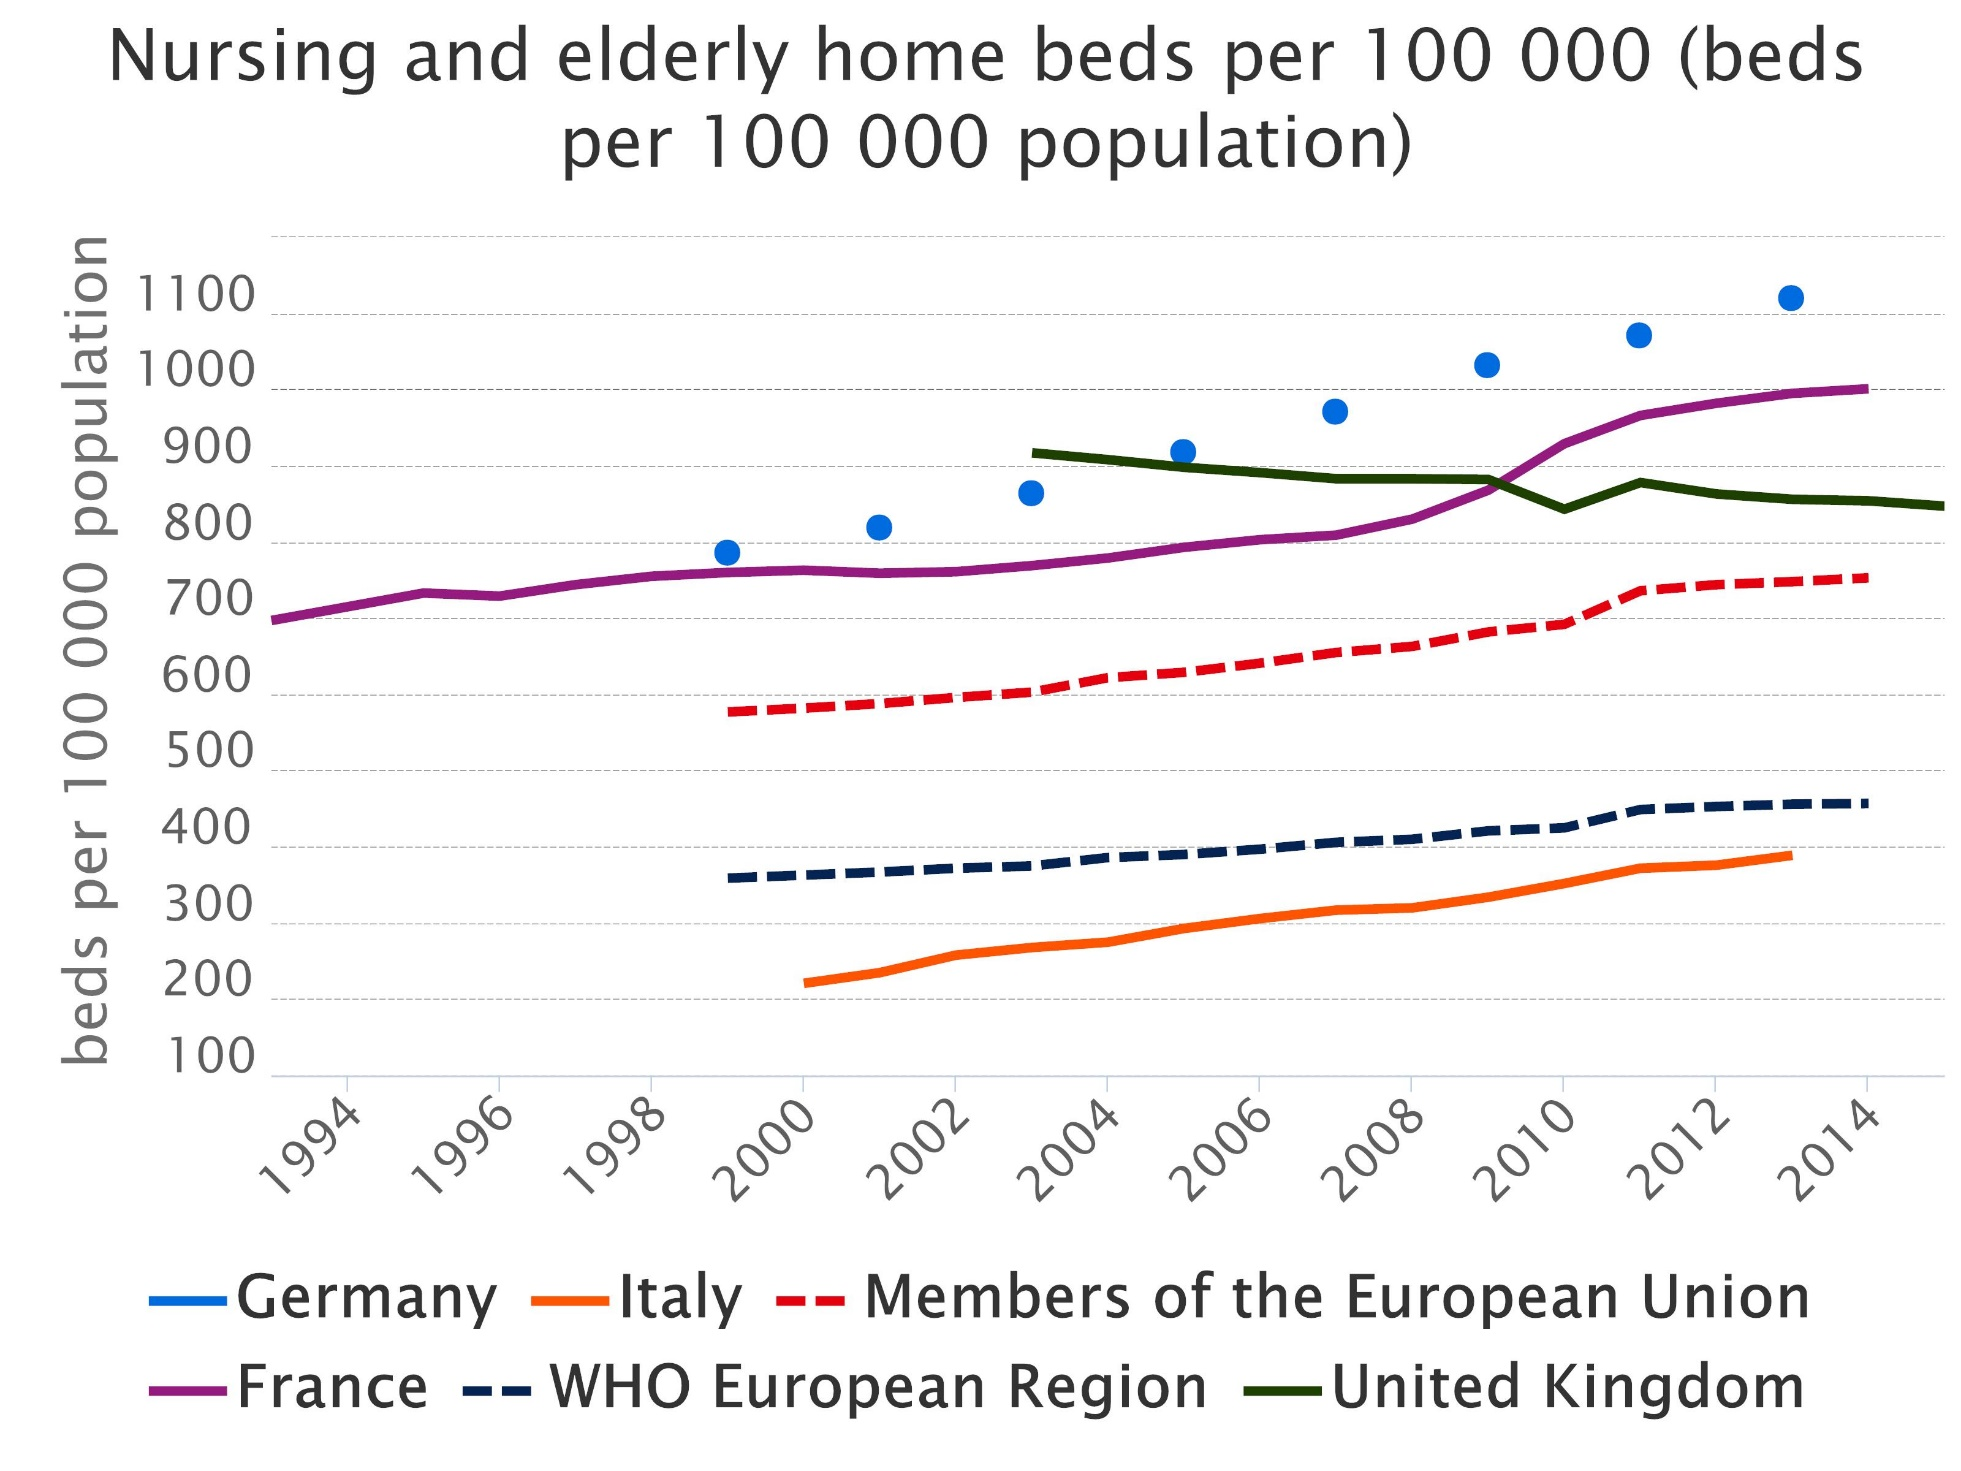 Nursing and elderly home beds per 100 000 (beds
per 100 000 population)
beds per 100 000 population
1100
1000
900
800
700
600
500
400
300
200
100
1994 1996 1998 2000 2002 2004 2006 2008 2010 2012 2014
Germany Italy Members of the European Union
France WHO European Region United Kingdom